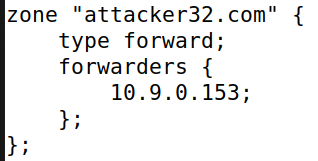 zone "attacker32.com" {
    type forward;
    forwarders {
        10.9.0.153;
    };
};